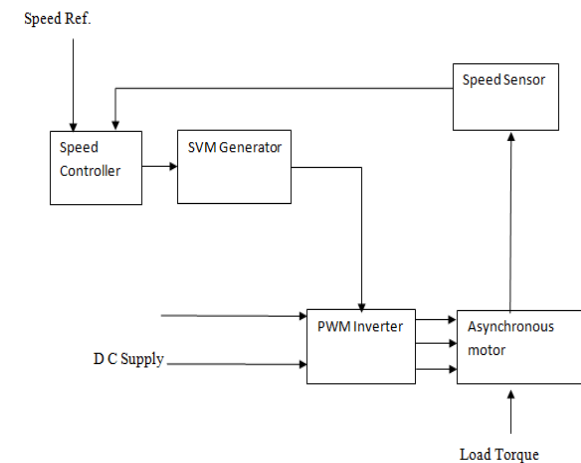 Speed Ref.
Speed Sensor
Speed
Controller
SVM Generator
PWM Inverter
Asynchronous
motor
D C Supply
Load Torque